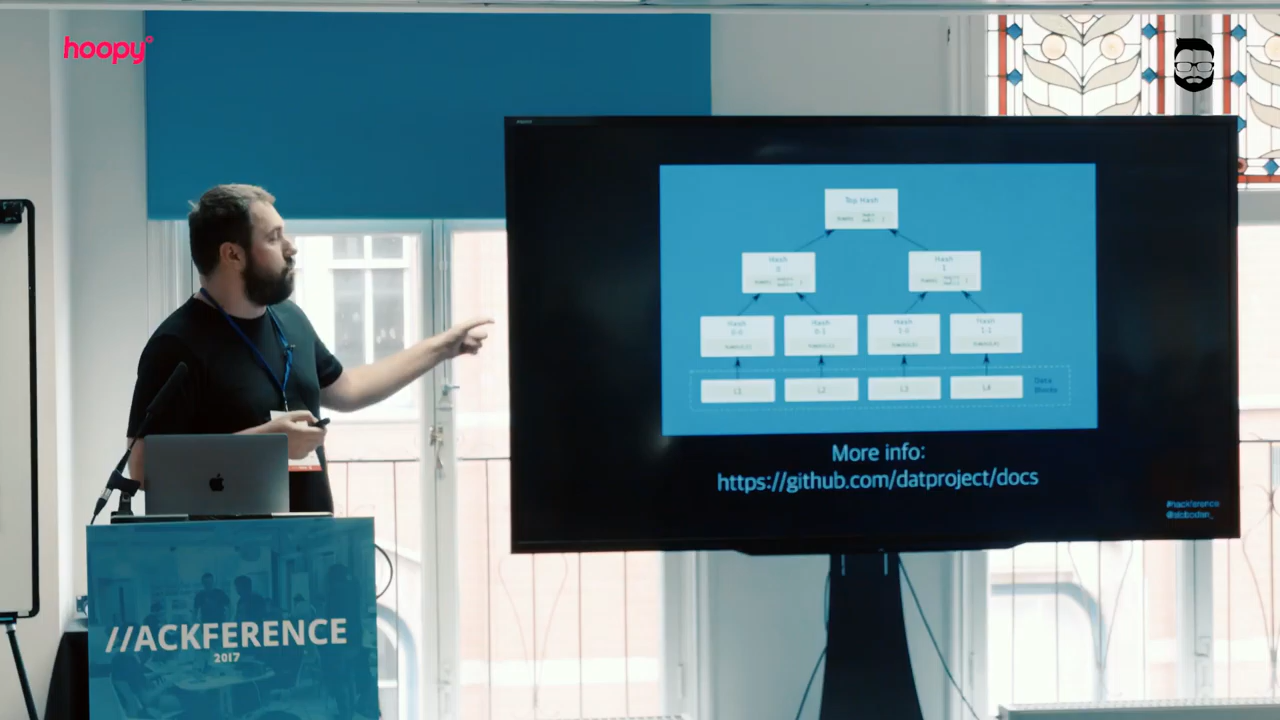 hoopy
Top Hash
Hash
0
Hash
1
Hash
0-0
Hash
0-1
Hash
1-0
Hash
1-1
L1
L2
L3
L4
Data
Blocks
More info:
https://github.com/datproject/docs
#hackference
//ACKFERENCE
2017